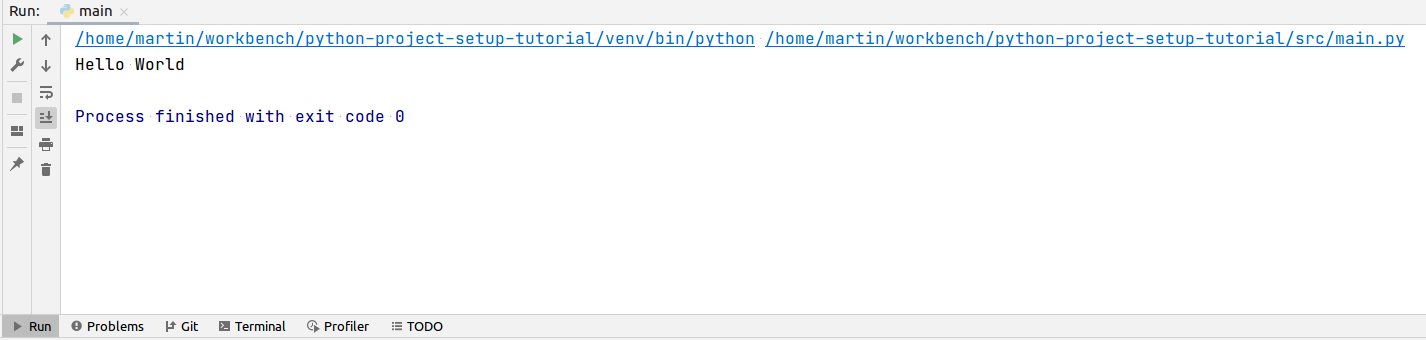 Run: main
/home/martin/workbench/python-project-setup-tutorial/venv/bin/python /home/martin/workbench/python-project-setup-tutorial/src/main.py
Hello World
Process finished with exit code 0
Run Problems Git Terminal Profiler TODO